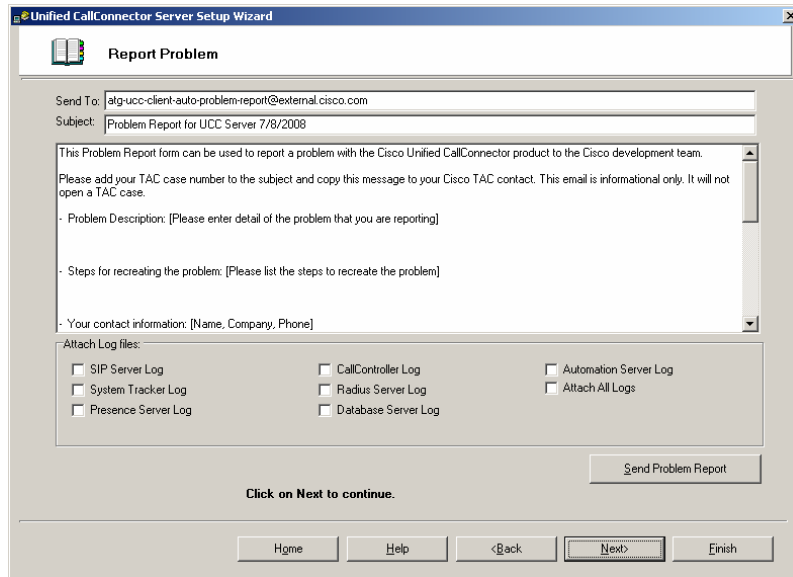 Unified CallConnector Server Setup Wizard
Report Problem
Send To: atg-ucc-client-auto-problem-report@external.cisco.com
Subject: Problem Report for UCC Server 7/8/2008
This Problem Report form can be used to report a problem with the Cisco Unified CallConnector product to the Cisco development team.
Please add your TAC case number to the subject and copy this message to your Cisco TAC contact. This email is informational only. It will not
open a TAC case.
- Problem Description: [Please enter detail of the problem that you are reporting]
- Steps for recreating the problem: [Please list the steps to recreate the problem]
- Your contact information: [Name, Company, Phone]
Attach Log files:
SIP Server Log CallController Log Automation Server Log
System Tracker Log Radius Server Log Attach All Logs
Presence Server Log Database Server Log
Send Problem Report
Click on Next to continue.
Home Help <Back Next> Finish